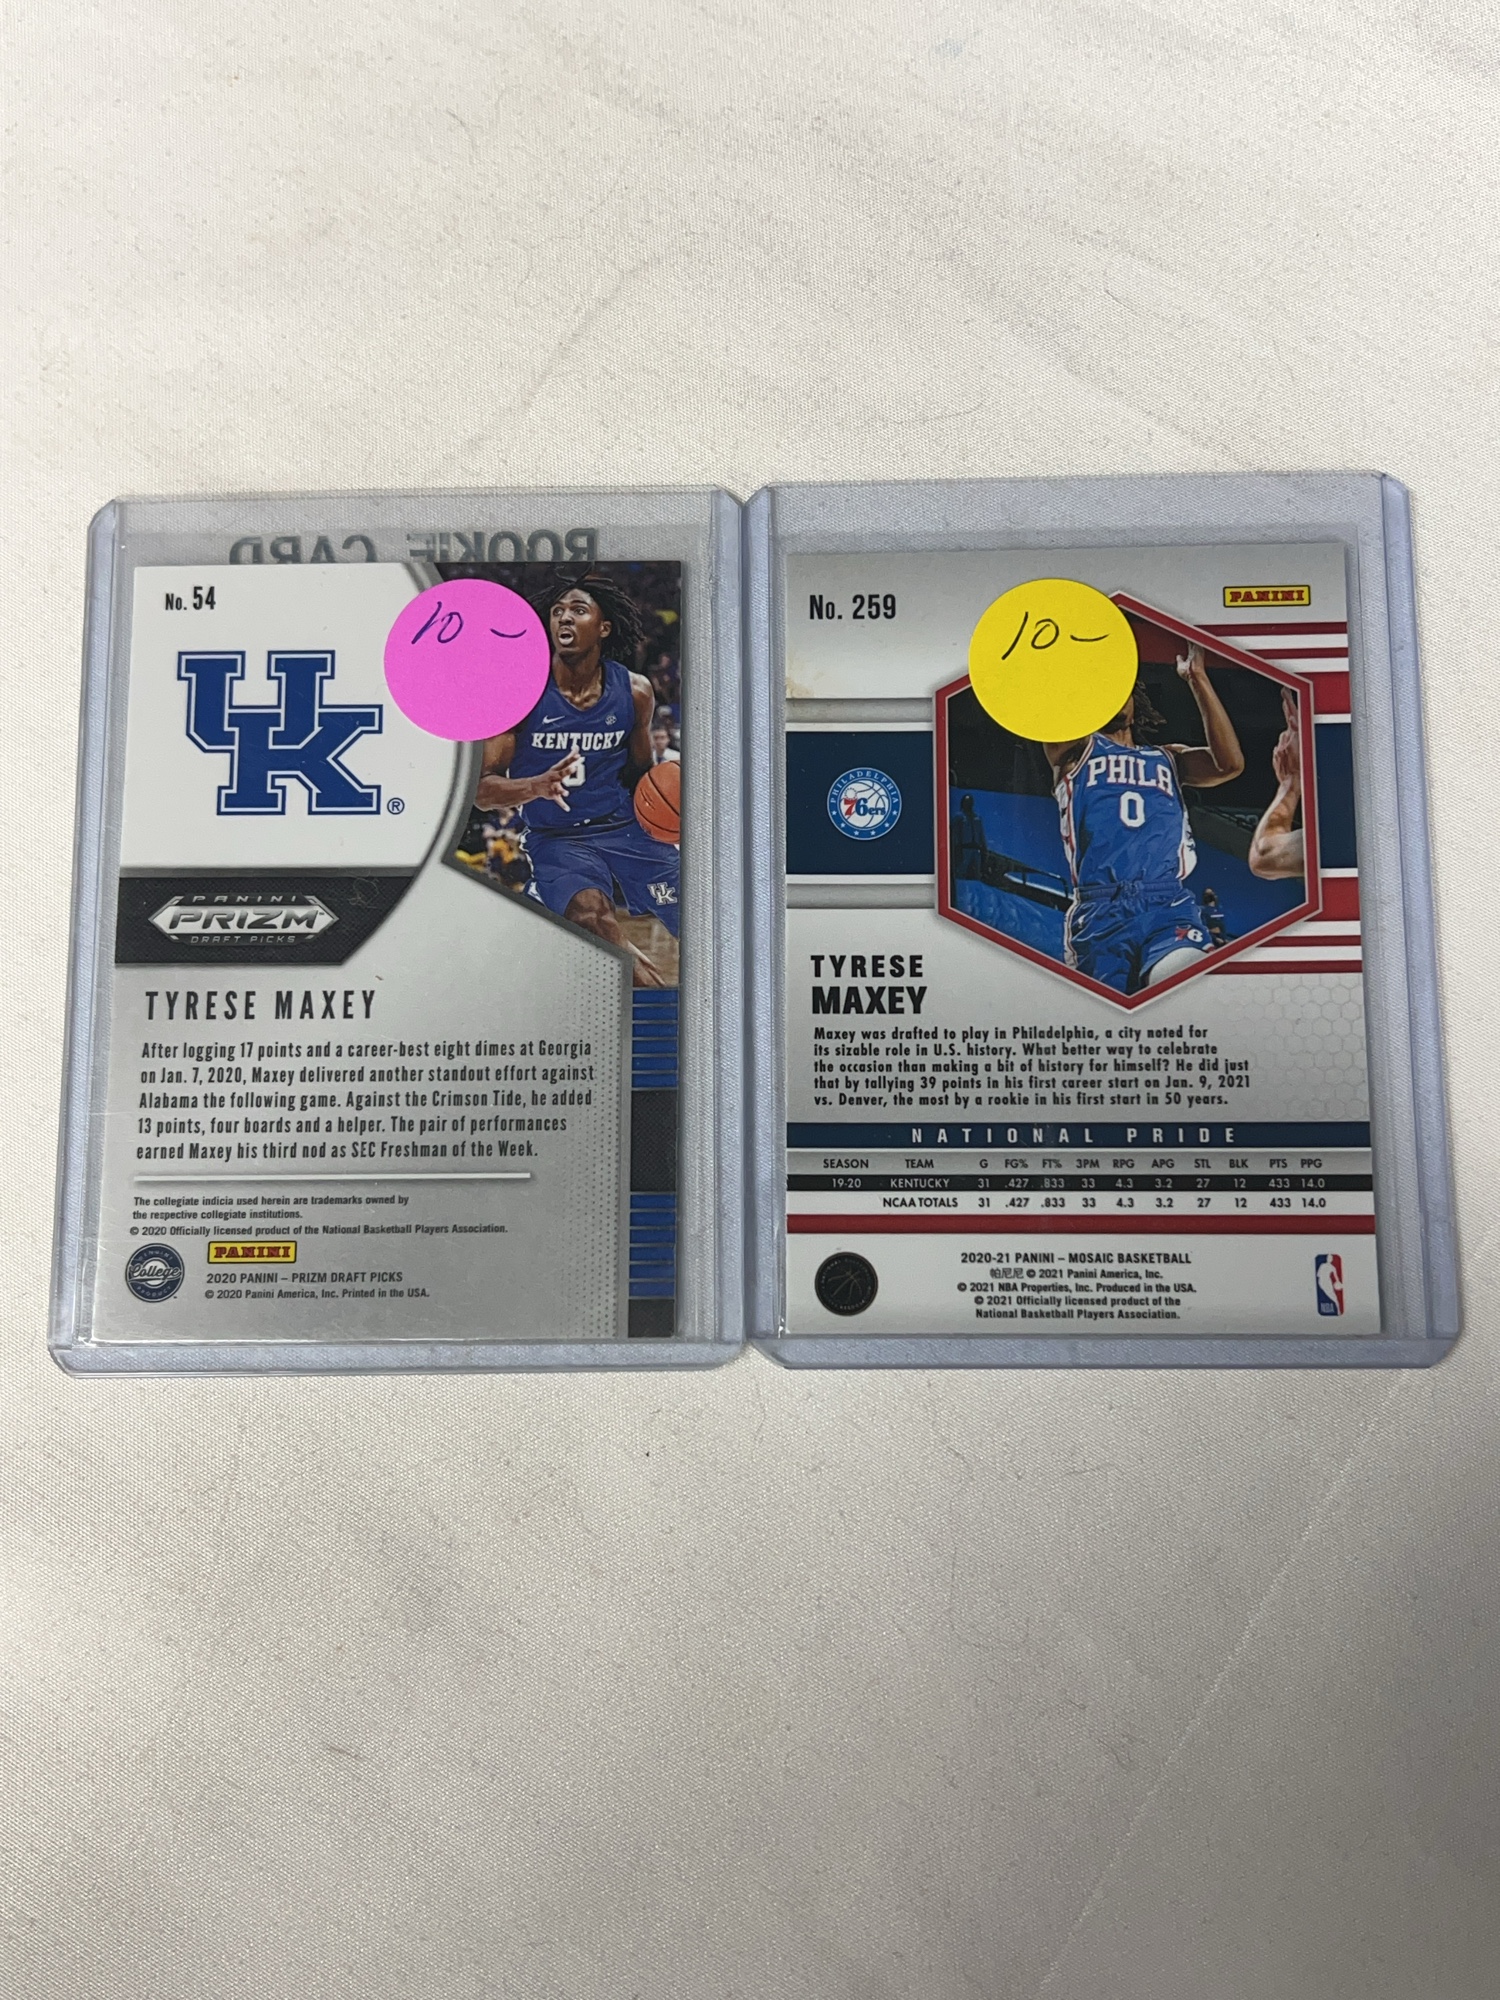 ROOKIE CARD
No. 54
10 -
UK
®
KENTUCKY
UK
PANINI
PRIZM
DRAFT PICKS
TYRESE MAXEY
After logging 17 points and a career-best eight dimes at Georgia
on Jan. 7, 2020, Maxey delivered another standout effort against
Alabama the following game. Against the Crimson Tide, he added
13 points, four boards and a helper. The pair of performances
earned Maxey his third nod as SEC Freshman of the Week.
The collegiate indicia used herein are trademarks owned by
the respective collegiate institutions.
© 2020 Officially licensed product of the National Basketball Players Association.
College
PANINI
2020 PANINI – PRIZM DRAFT PICKS
© 2020 Panini America, Inc. Printed in the USA.
No. 259
10 -
PANINI
PHILADELPHIA
76ers
PHILA
0
76
TYRESE
MAXEY
Maxey was drafted to play in Philadelphia, a city noted for
its sizable role in U.S. history. What better way to celebrate
the occasion than making a bit of history for himself? He did just
that by tallying 39 points in his first career start on Jan. 9, 2021
vs. Denver, the most by a rookie in his first start in 50 years.
NATIONAL PRIDE
SEASON TEAM G FG% FT% 3PM RPG APG STL BLK PTS PPG
19-20 KENTUCKY 31 .427 .833 33 4.3 3.2 27 12 433 14.0
NCAA TOTALS 31 .427 .833 33 4.3 3.2 27 12 433 14.0
2020-21 PANINI – MOSAIC BASKETBALL
帕尼尼 © 2021 Panini America, Inc.
© 2021 NBA Properties, Inc. Produced in the USA.
© 2021 Officially licensed product of the
National Basketball Players Association.
NBA